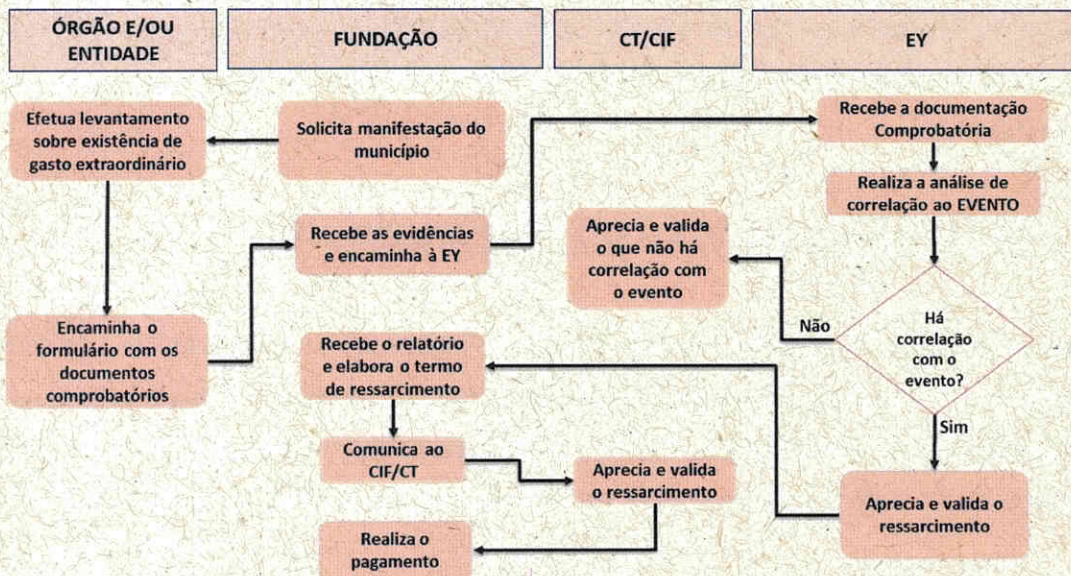 ÓRGÃO E/OU
ENTIDADE
FUNDAÇÃO
CT/CIF
EY
Efetua levantamento
sobre existência de
gasto extraordinário
Solicita manifestação do
município
Recebe a documentação
Comprobatória
Realiza a análise de
correlação ao EVENTO
Recebe as evidências
e encaminha à EY
Aprecia e valida
o que não há
correlação com
o evento
Encaminha o
formulário com os
documentos
comprobatórios
Recebe o relatório
e elabora o termo
de ressarcimento
Não
Há
correlação
com o
evento?
Sim
Comunica ao
CIF/CT
Aprecia e valida
o ressarcimento
Aprecia e valida o
ressarcimento
Realiza o
pagamento